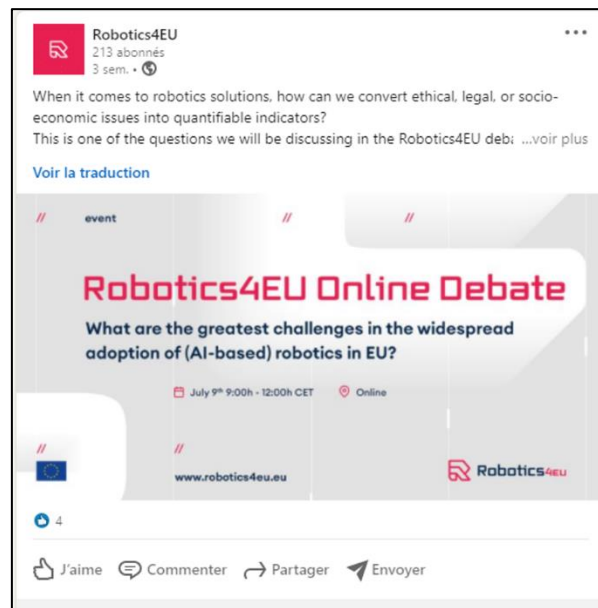 Robotics4EU
213 abonnés
3 sem. •
When it comes to robotics solutions, how can we convert ethical, legal, or socio-
economic issues into quantifiable indicators?
This is one of the questions we will be discussing in the Robotics4EU deba ...voir plus
Voir la traduction
// event // //
Robotics4EU Online Debate
What are the greatest challenges in the widespread
adoption of (AI-based) robotics in EU?
July 9th 9:00h - 12:00h CET Online
// //
www.robotics4eu.eu
Robotics4EU
4
J'aime Commenter Partager Envoyer